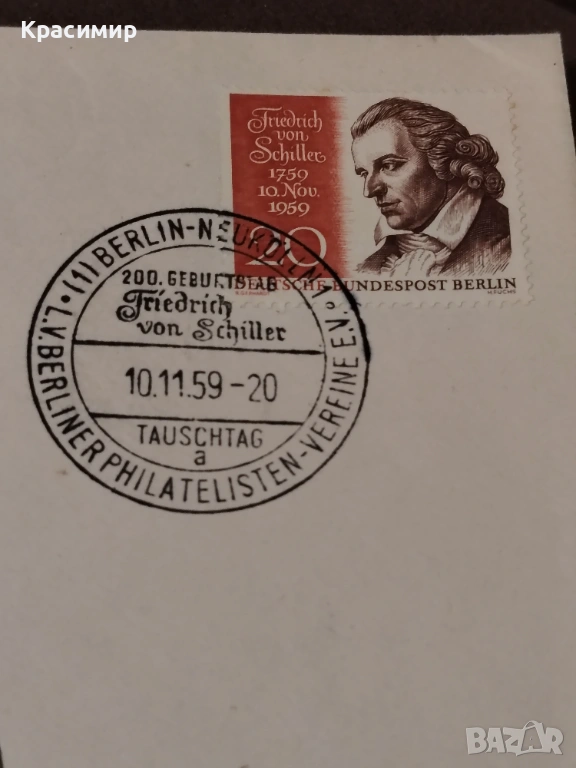 Красимир
Friedrich
von
Schiller
1759
10. Nov.
1959
20
DEUTSCHE BUNDESPOST BERLIN
(1) BERLIN-NEUKÖLLN 1
200. GEBURTSTAG
Friedrich
von Schiller
10.11.59-20
TAUSCHTAG
a
L.V. BERLINER PHILATELISTEN-VEREINE E.V.
BAZAR